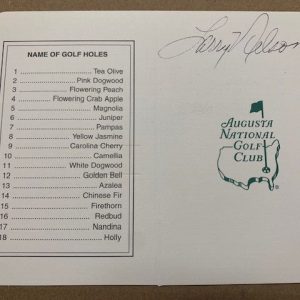 NAME OF GOLF HOLES
1 ........ Tea Olive
2 ........ Pink Dogwood
3 ........ Flowering Peach
4 ........ Flowering Crab Apple
5 ........ Magnolia
6 ........ Juniper
7 ........ Pampas
8 ........ Yellow Jasmine
9 ........ Carolina Cherry
10 ........ Camellia
11 ........ White Dogwood
12 ........ Golden Bell
13 ........ Azalea
14 ........ Chinese Fir
15 ........ Firethorn
16 ........ Redbud
17 ........ Nandina
18 ........ Holly
Larry Nelson
AUGUSTA
NATIONAL
GOLF
CLUB